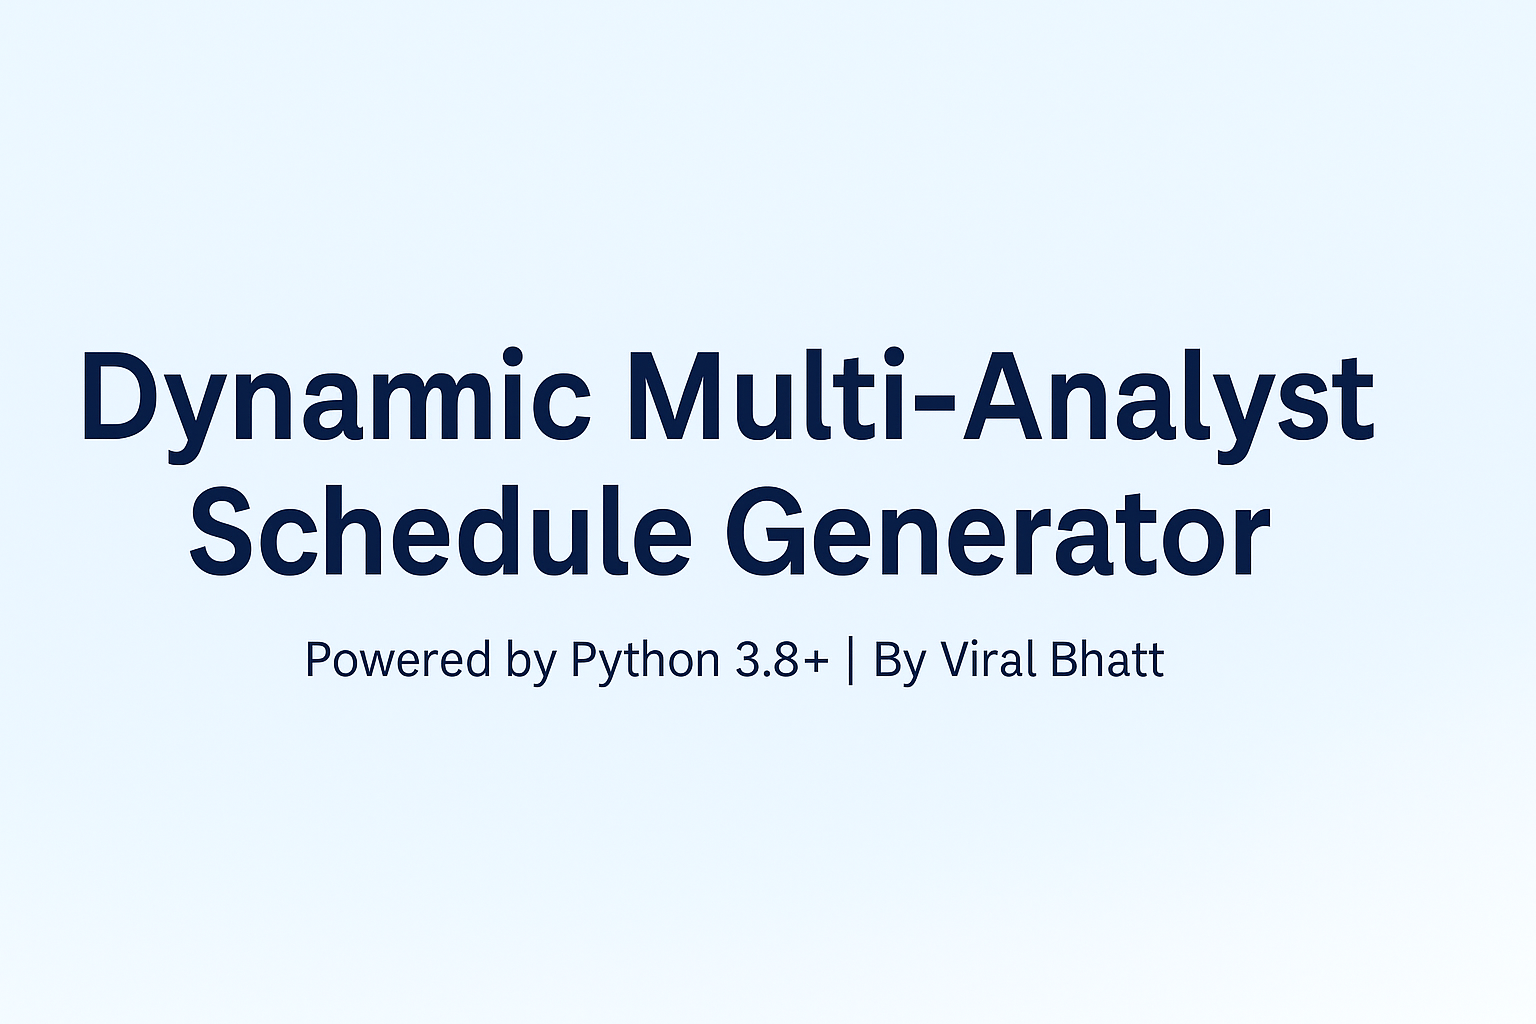 Dynamic Multi-Analyst
Schedule Generator
Powered by Python 3.8+ | By Viral Bhatt